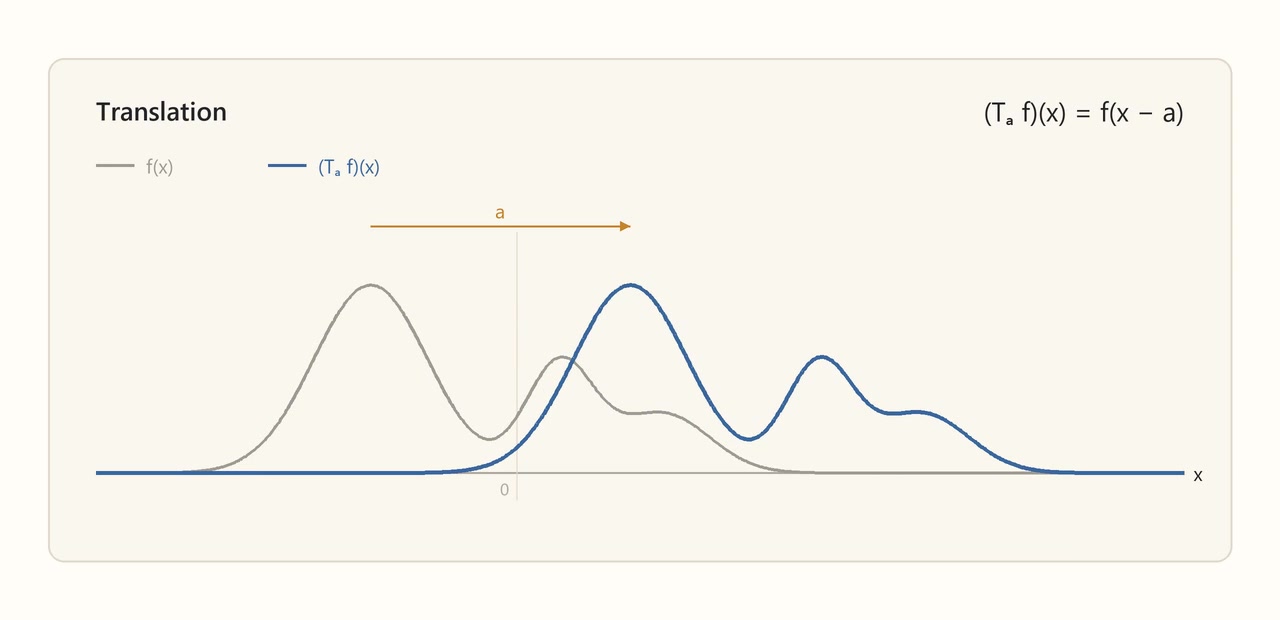 Translation
(Tₐ f)(x) = f(x − a)
f(x)
(Tₐ f)(x)
a
0
x